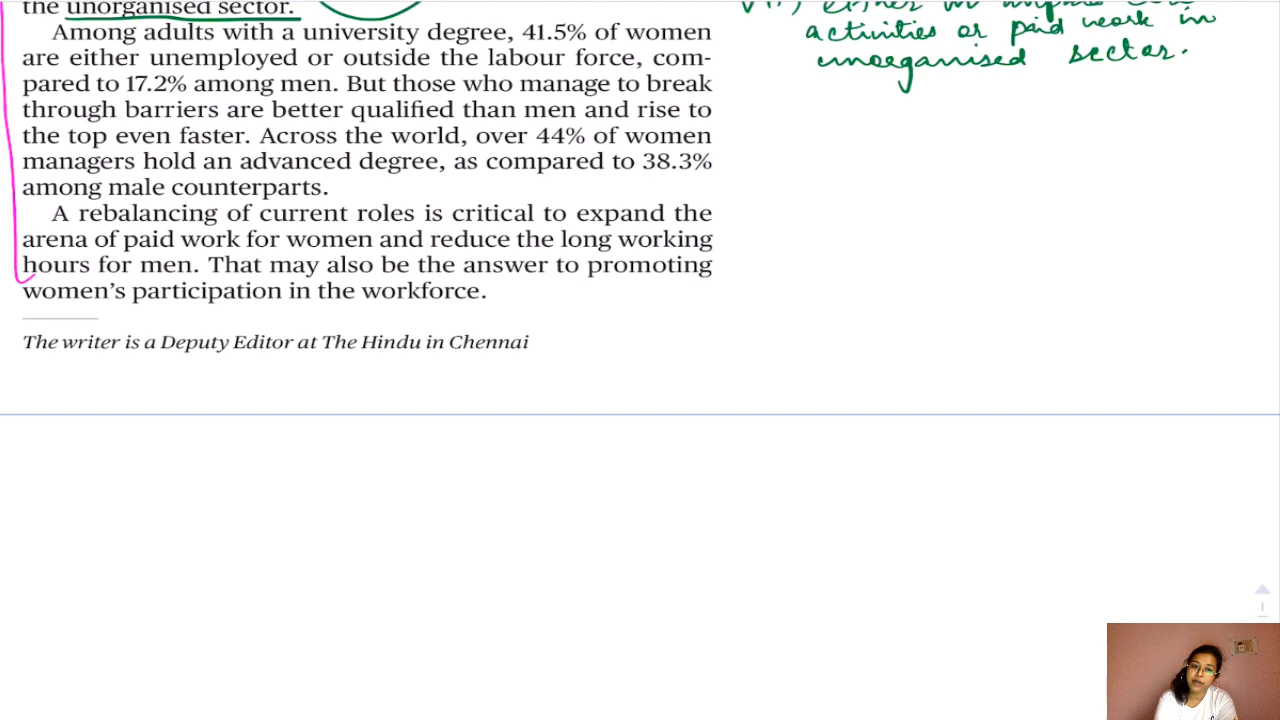 the unorganised sector.
Among adults with a university degree, 41.5% of women
are either unemployed or outside the labour force, com-
pared to 17.2% among men. But those who manage to break
through barriers are better qualified than men and rise to
the top even faster. Across the world, over 44% of women
managers hold an advanced degree, as compared to 38.3%
among male counterparts.
A rebalancing of current roles is critical to expand the
arena of paid work for women and reduce the long working
hours for men. That may also be the answer to promoting
women's participation in the workforce.
The writer is a Deputy Editor at The Hindu in Chennai
either in
activities or paid work in
unorganised sector.